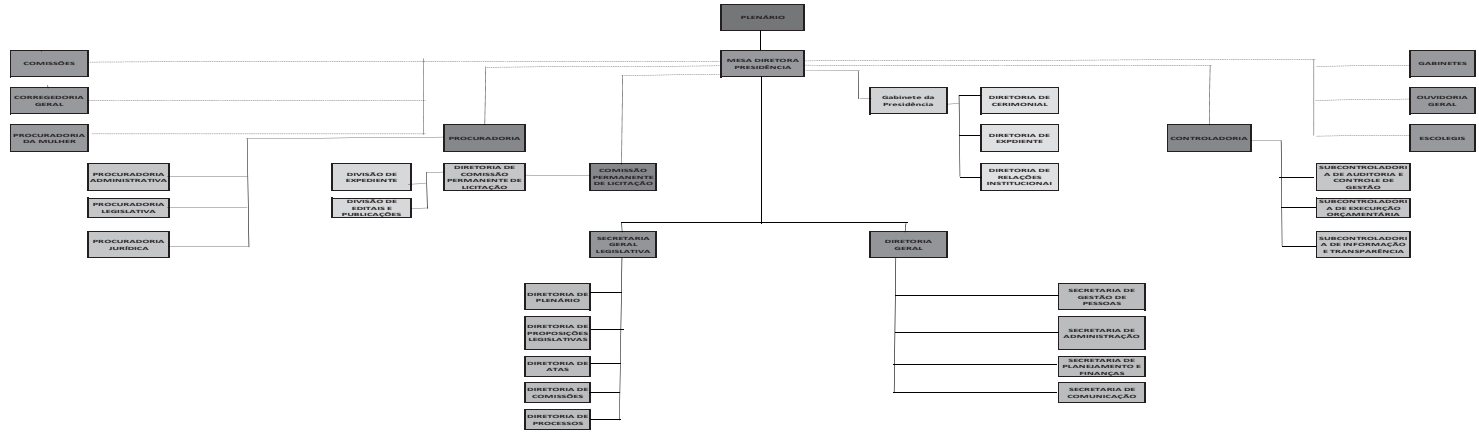 PLENÁRIO
MESA DIRETORA
PRESIDÊNCIA
COMISSÕES
GABINETES
CORREGEDORIA
GERAL
Gabinete da
Presidência
DIRETORIA DE
CERIMONIAL
OUVIDORIA
GERAL
PROCURADORIA
DA MULHER
PROCURADORIA
DIRETORIA DE
EXPDIENTE
CONTROLADORIA
ESCOLEGIS
PROCURADORIA
ADMINISTRATIVA
DIVISÃO DE
EXPEDIENTE
DIRETORIA DE
COMISSÃO
PERMANENTE DE
LICITAÇÃO
COMISSÃO
PERMANENTE
DE LICITAÇÃO
DIRETORIA DE
RELAÇÕES
INSTITUCIONAL
SUBCONTROLADORI
A DE AUDITORIA E
CONTROLE DE
GESTÃO
PROCURADORIA
LEGISLATIVA
DIVISÃO DE
EDITAIS E
PUBLICAÇÕES
SUBCONTROLADORI
A DE EXECURÇÃO
ORÇAMENTÁRIA
PROCURADORIA
JURÍDICA
SECRETARIA
GERAL
LEGISLATIVA
DIRETORIA
GERAL
SUBCONTROLADORI
A DE INFORMAÇÃO
E TRANSPARÊNCIA
DIRETORIA DE
PLENÁRIO
SECRETARIA DE
GESTÃO DE
PESSOAS
DIRETORIA DE
PROPOSIÇÕES
LEGISLATIVAS
SECRETARIA DE
ADMINISTRAÇÃO
DIRETORIA DE
ATAS
SECRETARIA DE
PLANEJAMENTO E
FINANÇAS
DIRETORIA DE
COMISSÕES
SECRETARIA DE
COMUNICAÇÃO
DIRETORIA DE
PROCESSOS